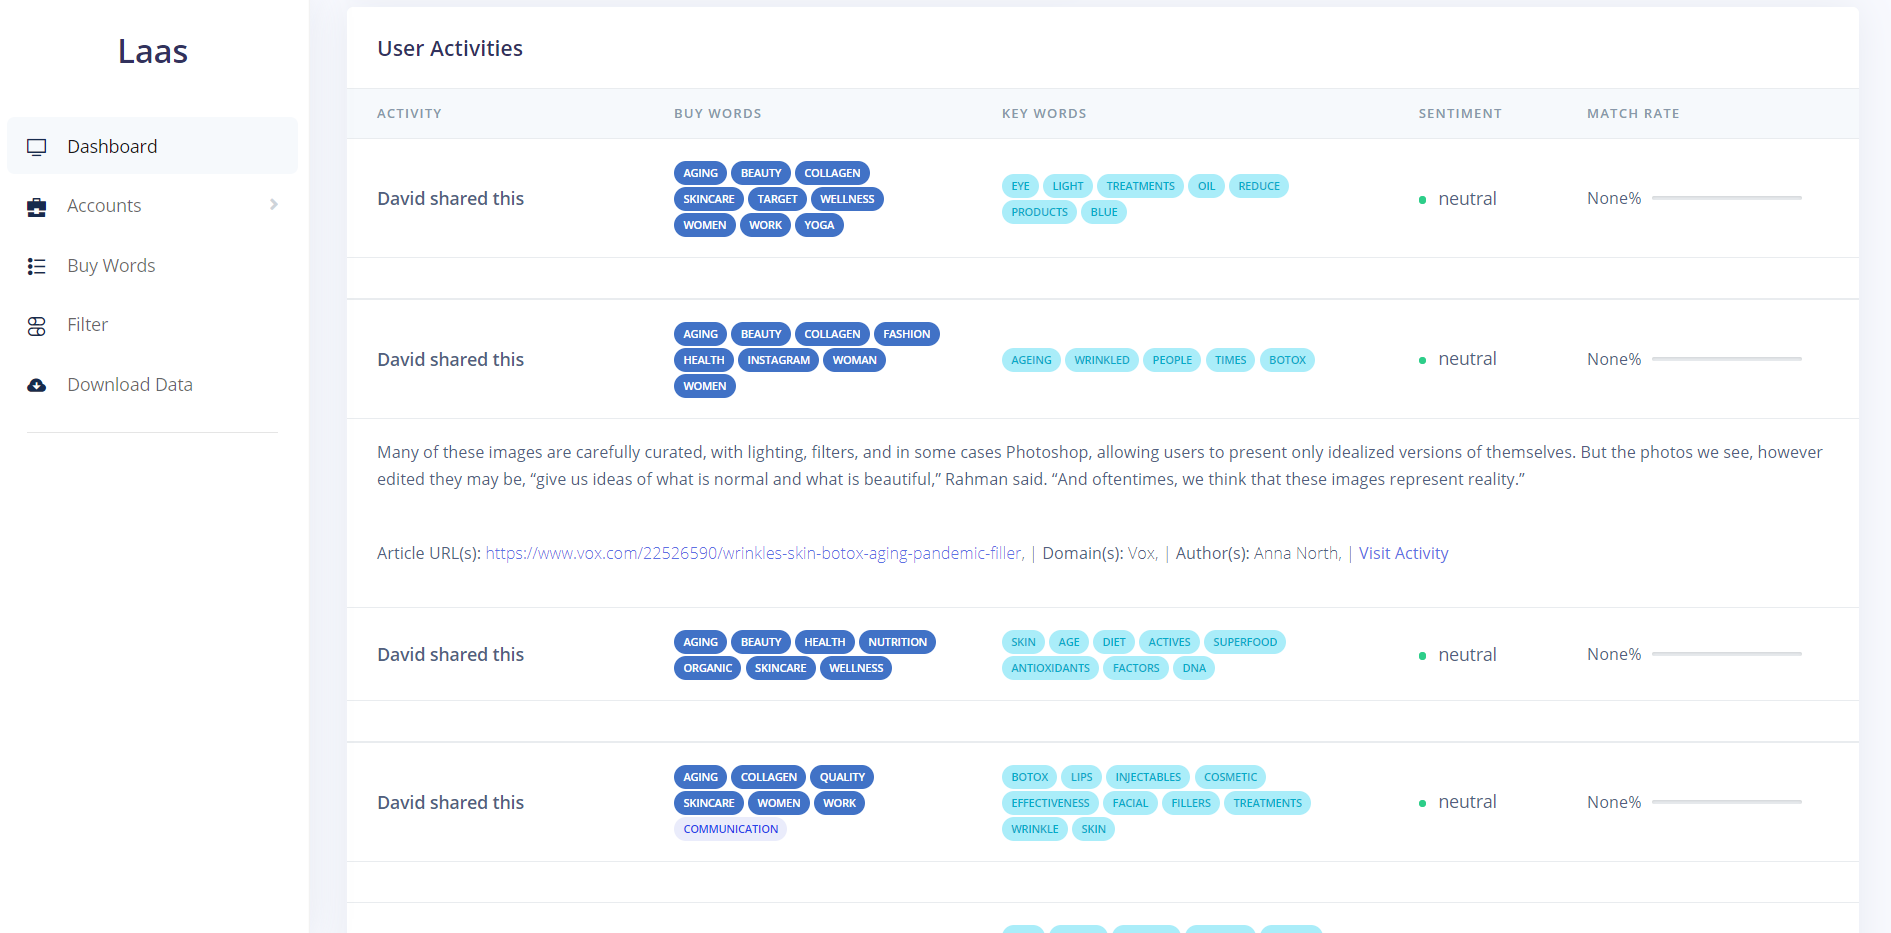 Laas
Dashboard
Accounts
Buy Words
Filter
Download Data
User Activities
ACTIVITY BUY WORDS KEY WORDS SENTIMENT MATCH RATE
David shared this
AGING BEAUTY COLLAGEN
SKINCARE TARGET WELLNESS
WOMEN WORK YOGA
EYE LIGHT TREATMENTS OIL REDUCE
PRODUCTS BLUE
neutral
None%
David shared this
AGING BEAUTY COLLAGEN FASHION
HEALTH INSTAGRAM WOMAN
WOMEN
AGEING WRINKLED PEOPLE TIMES BOTOX
neutral
None%
Many of these images are carefully curated, with lighting, filters, and in some cases Photoshop, allowing users to present only idealized versions of themselves. But the photos we see, however
edited they may be, “give us ideas of what is normal and what is beautiful,” Rahman said. “And oftentimes, we think that these images represent reality.”
Article URL(s): https://www.vox.com/22526590/wrinkles-skin-botox-aging-pandemic-filler, | Domain(s): Vox, | Author(s): Anna North, | Visit Activity
David shared this
AGING BEAUTY HEALTH NUTRITION
ORGANIC SKINCARE WELLNESS
SKIN AGE DIET ACTIVES SUPERFOOD
ANTIOXIDANTS FACTORS DNA
neutral
None%
David shared this
AGING COLLAGEN QUALITY
SKINCARE WOMEN WORK
COMMUNICATION
BOTOX LIPS INJECTABLES COSMETIC
EFFECTIVENESS FACIAL FILLERS TREATMENTS
WRINKLE SKIN
neutral
None%